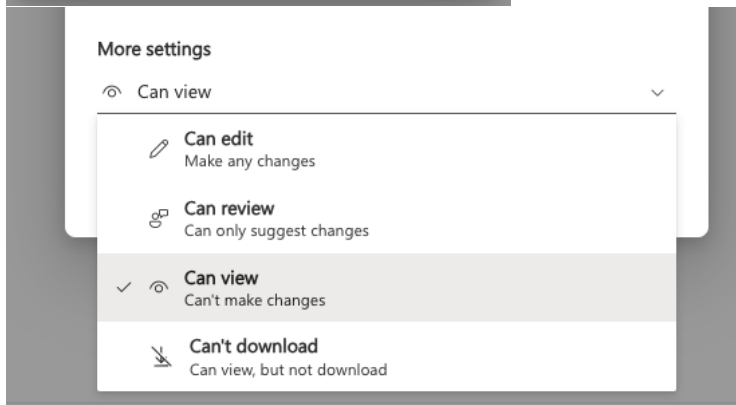 More settings
Can view
Can edit
Make any changes
Can review
Can only suggest changes
Can view
Can't make changes
Can't download
Can view, but not download